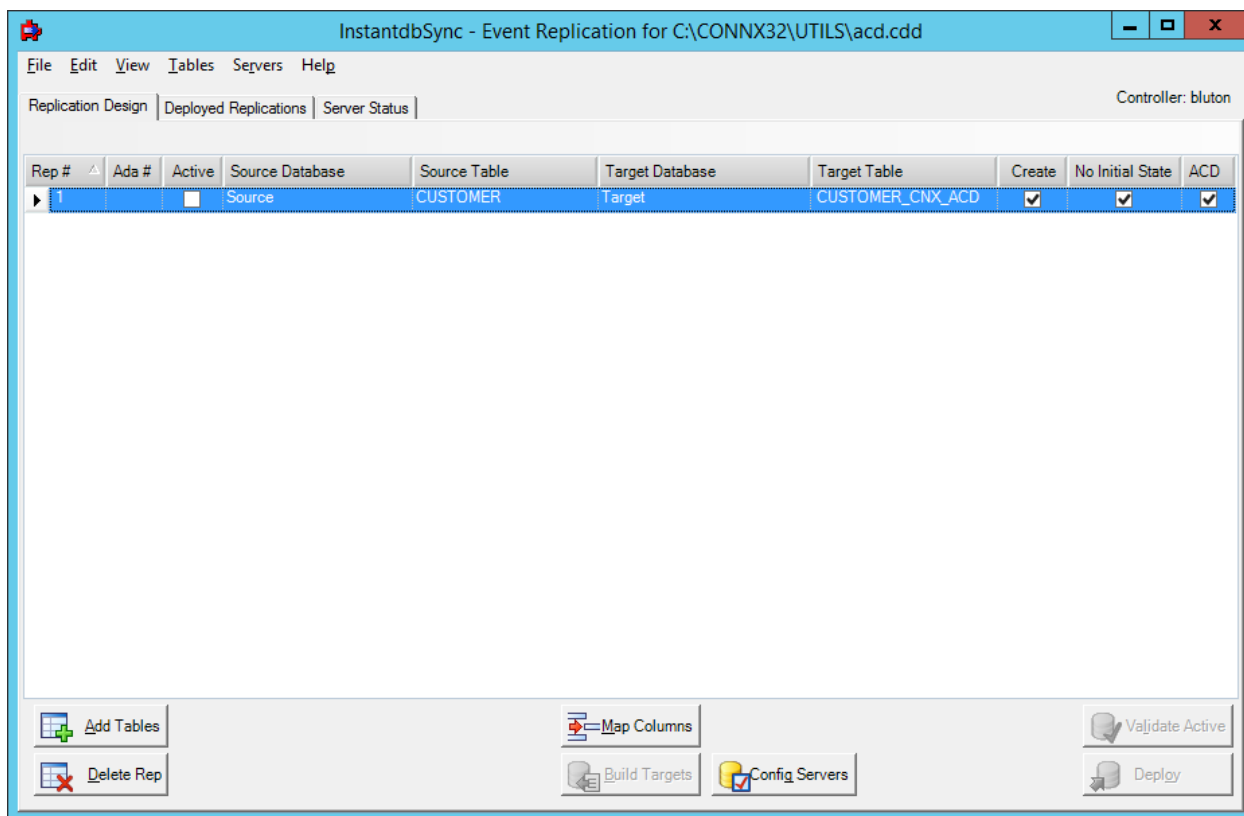 InstantdbSync - Event Replication for C:\CONNX32\UTILS\acd.cdd
File Edit View Tables Servers Help
Replication Design Deployed Replications Server Status Controller: bluton
Rep # Ada # Active Source Database Source Table Target Database Target Table Create No Initial State ACD
1 Source CUSTOMER Target CUSTOMER_CNX_ACD
Add Tables Map Columns Validate Active
Delete Rep Build Targets Config Servers Deploy